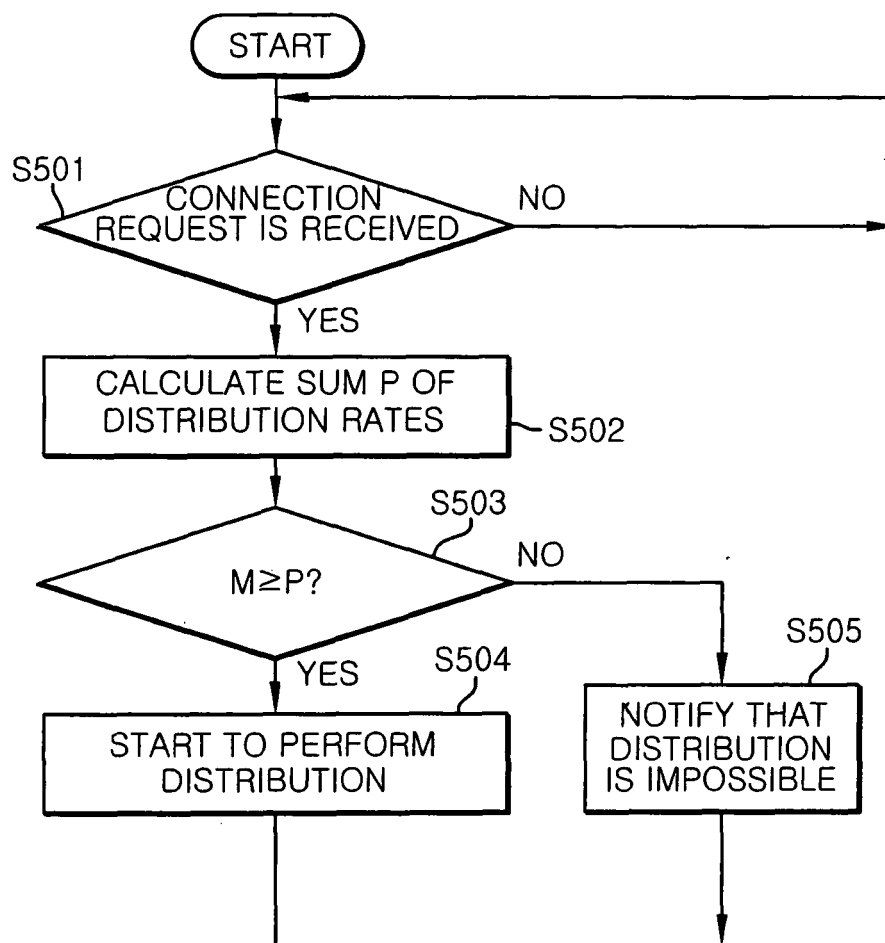 START
S501
CONNECTION
REQUEST IS RECEIVED
NO
YES
CALCULATE SUM P OF
DISTRIBUTION RATES
S502
S503
M≧P?
NO
YES
S504
START TO PERFORM
DISTRIBUTION
S505
NOTIFY THAT
DISTRIBUTION
IS IMPOSSIBLE